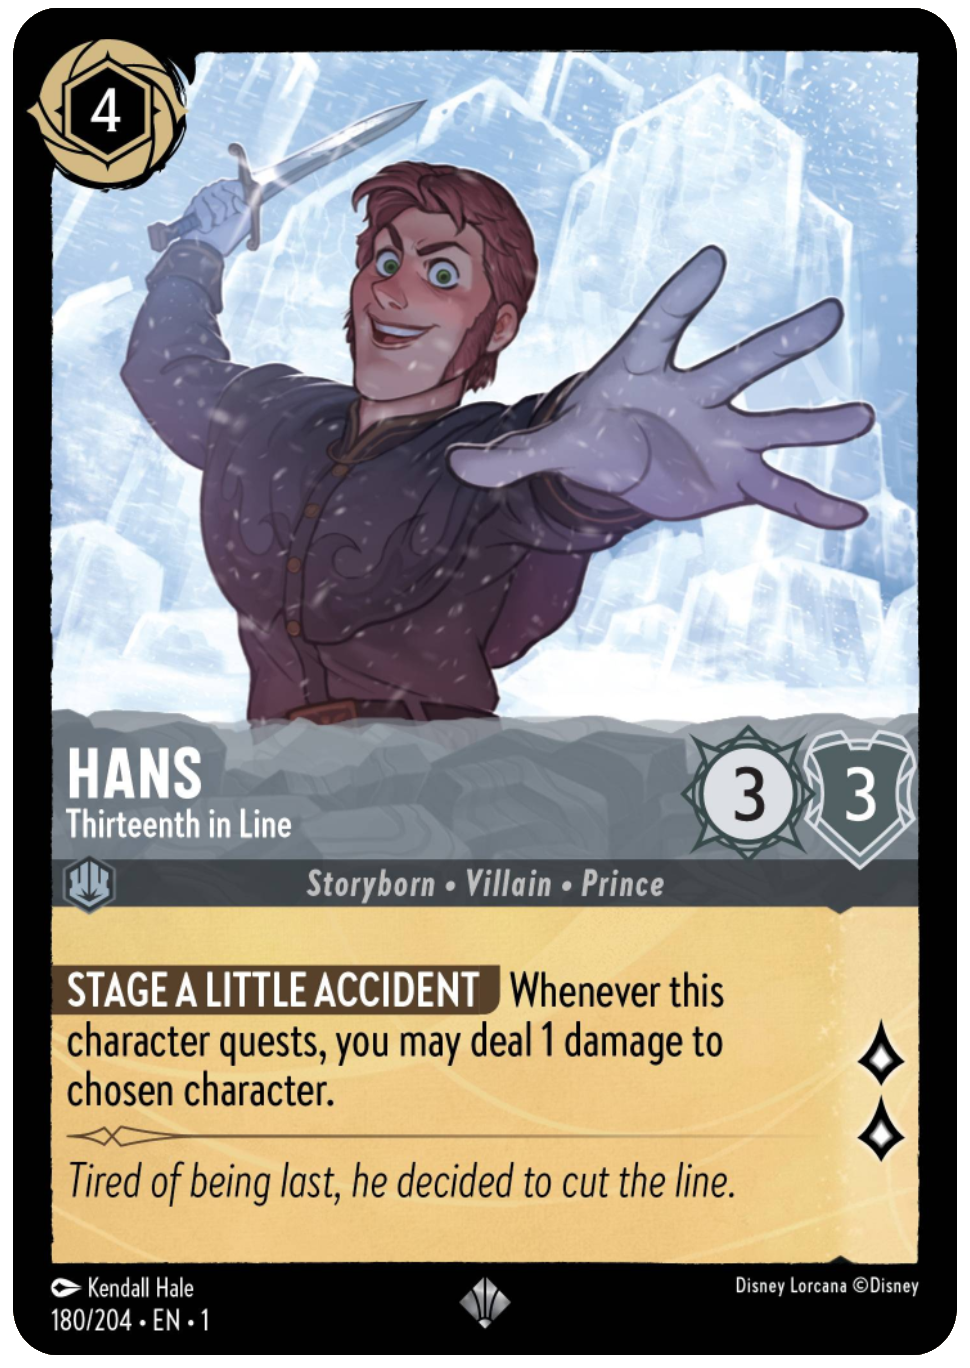 4
HANS
Thirteenth in Line
3
3
Storyborn • Villain • Prince
STAGE A LITTLE ACCIDENT Whenever this
character quests, you may deal 1 damage to
chosen character.
Tired of being last, he decided to cut the line.
Kendall Hale
180/204 • EN • 1
Disney Lorcana ©Disney